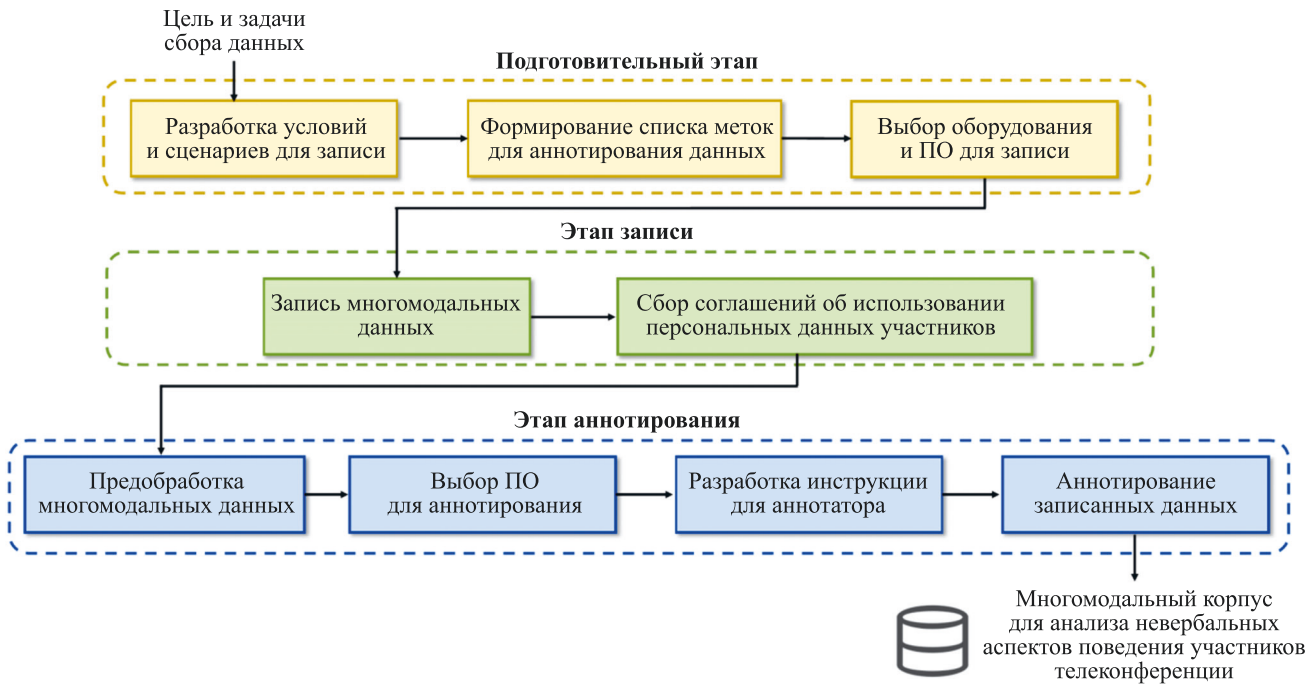 Цель и задачи
сбора данных
Подготовительный этап
Разработка условий
и сценариев для записи
Формирование списка меток
для аннотирования данных
Выбор оборудования
и ПО для записи
Этап записи
Запись многомодальных
данных
Сбор соглашений об использовании
персональных данных участников
Этап аннотирования
Предобработка
многомодальных данных
Выбор ПО
для аннотирования
Разработка инструкции
для аннотатора
Аннотирование
записанных данных
Многомодальный корпус
для анализа невербальных
аспектов поведения участников
телеконференции